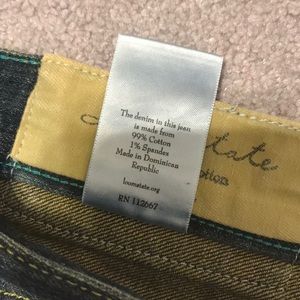 The denim in this jean
is made from
99% Cotton
1% Spandex
Made in Dominican
Republic
loomstate.org
RN 112667
tate